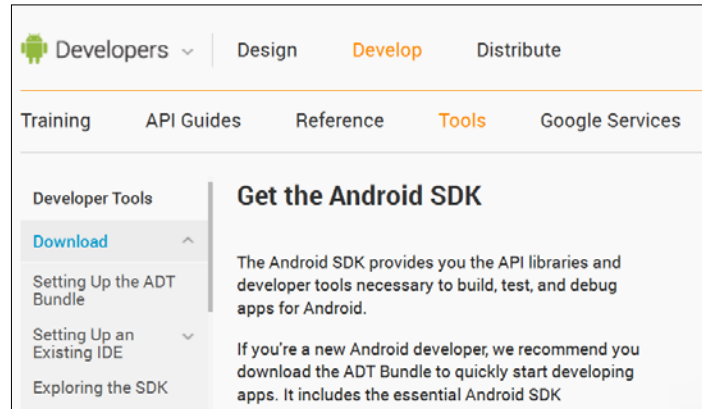 Developers
Design
Develop
Distribute
Training
API Guides
Reference
Tools
Google Services
Developer Tools
Download
Setting Up the ADT
Bundle
Setting Up an
Existing IDE
Exploring the SDK
Get the Android SDK
The Android SDK provides you the API libraries and
developer tools necessary to build, test, and debug
apps for Android.
If you're a new Android developer, we recommend you
download the ADT Bundle to quickly start developing
apps. It includes the essential Android SDK